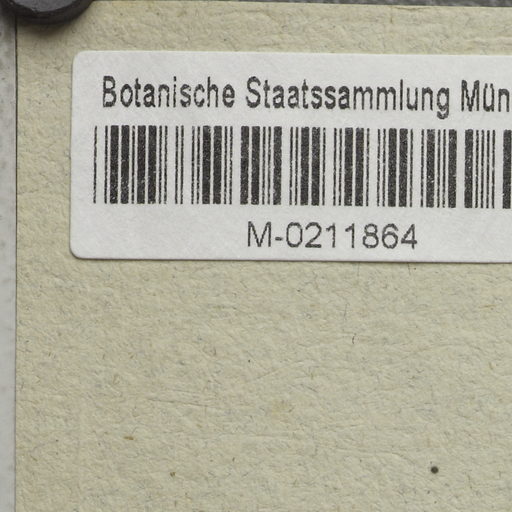 Botanische Staatssammlung Mün
M-0211864